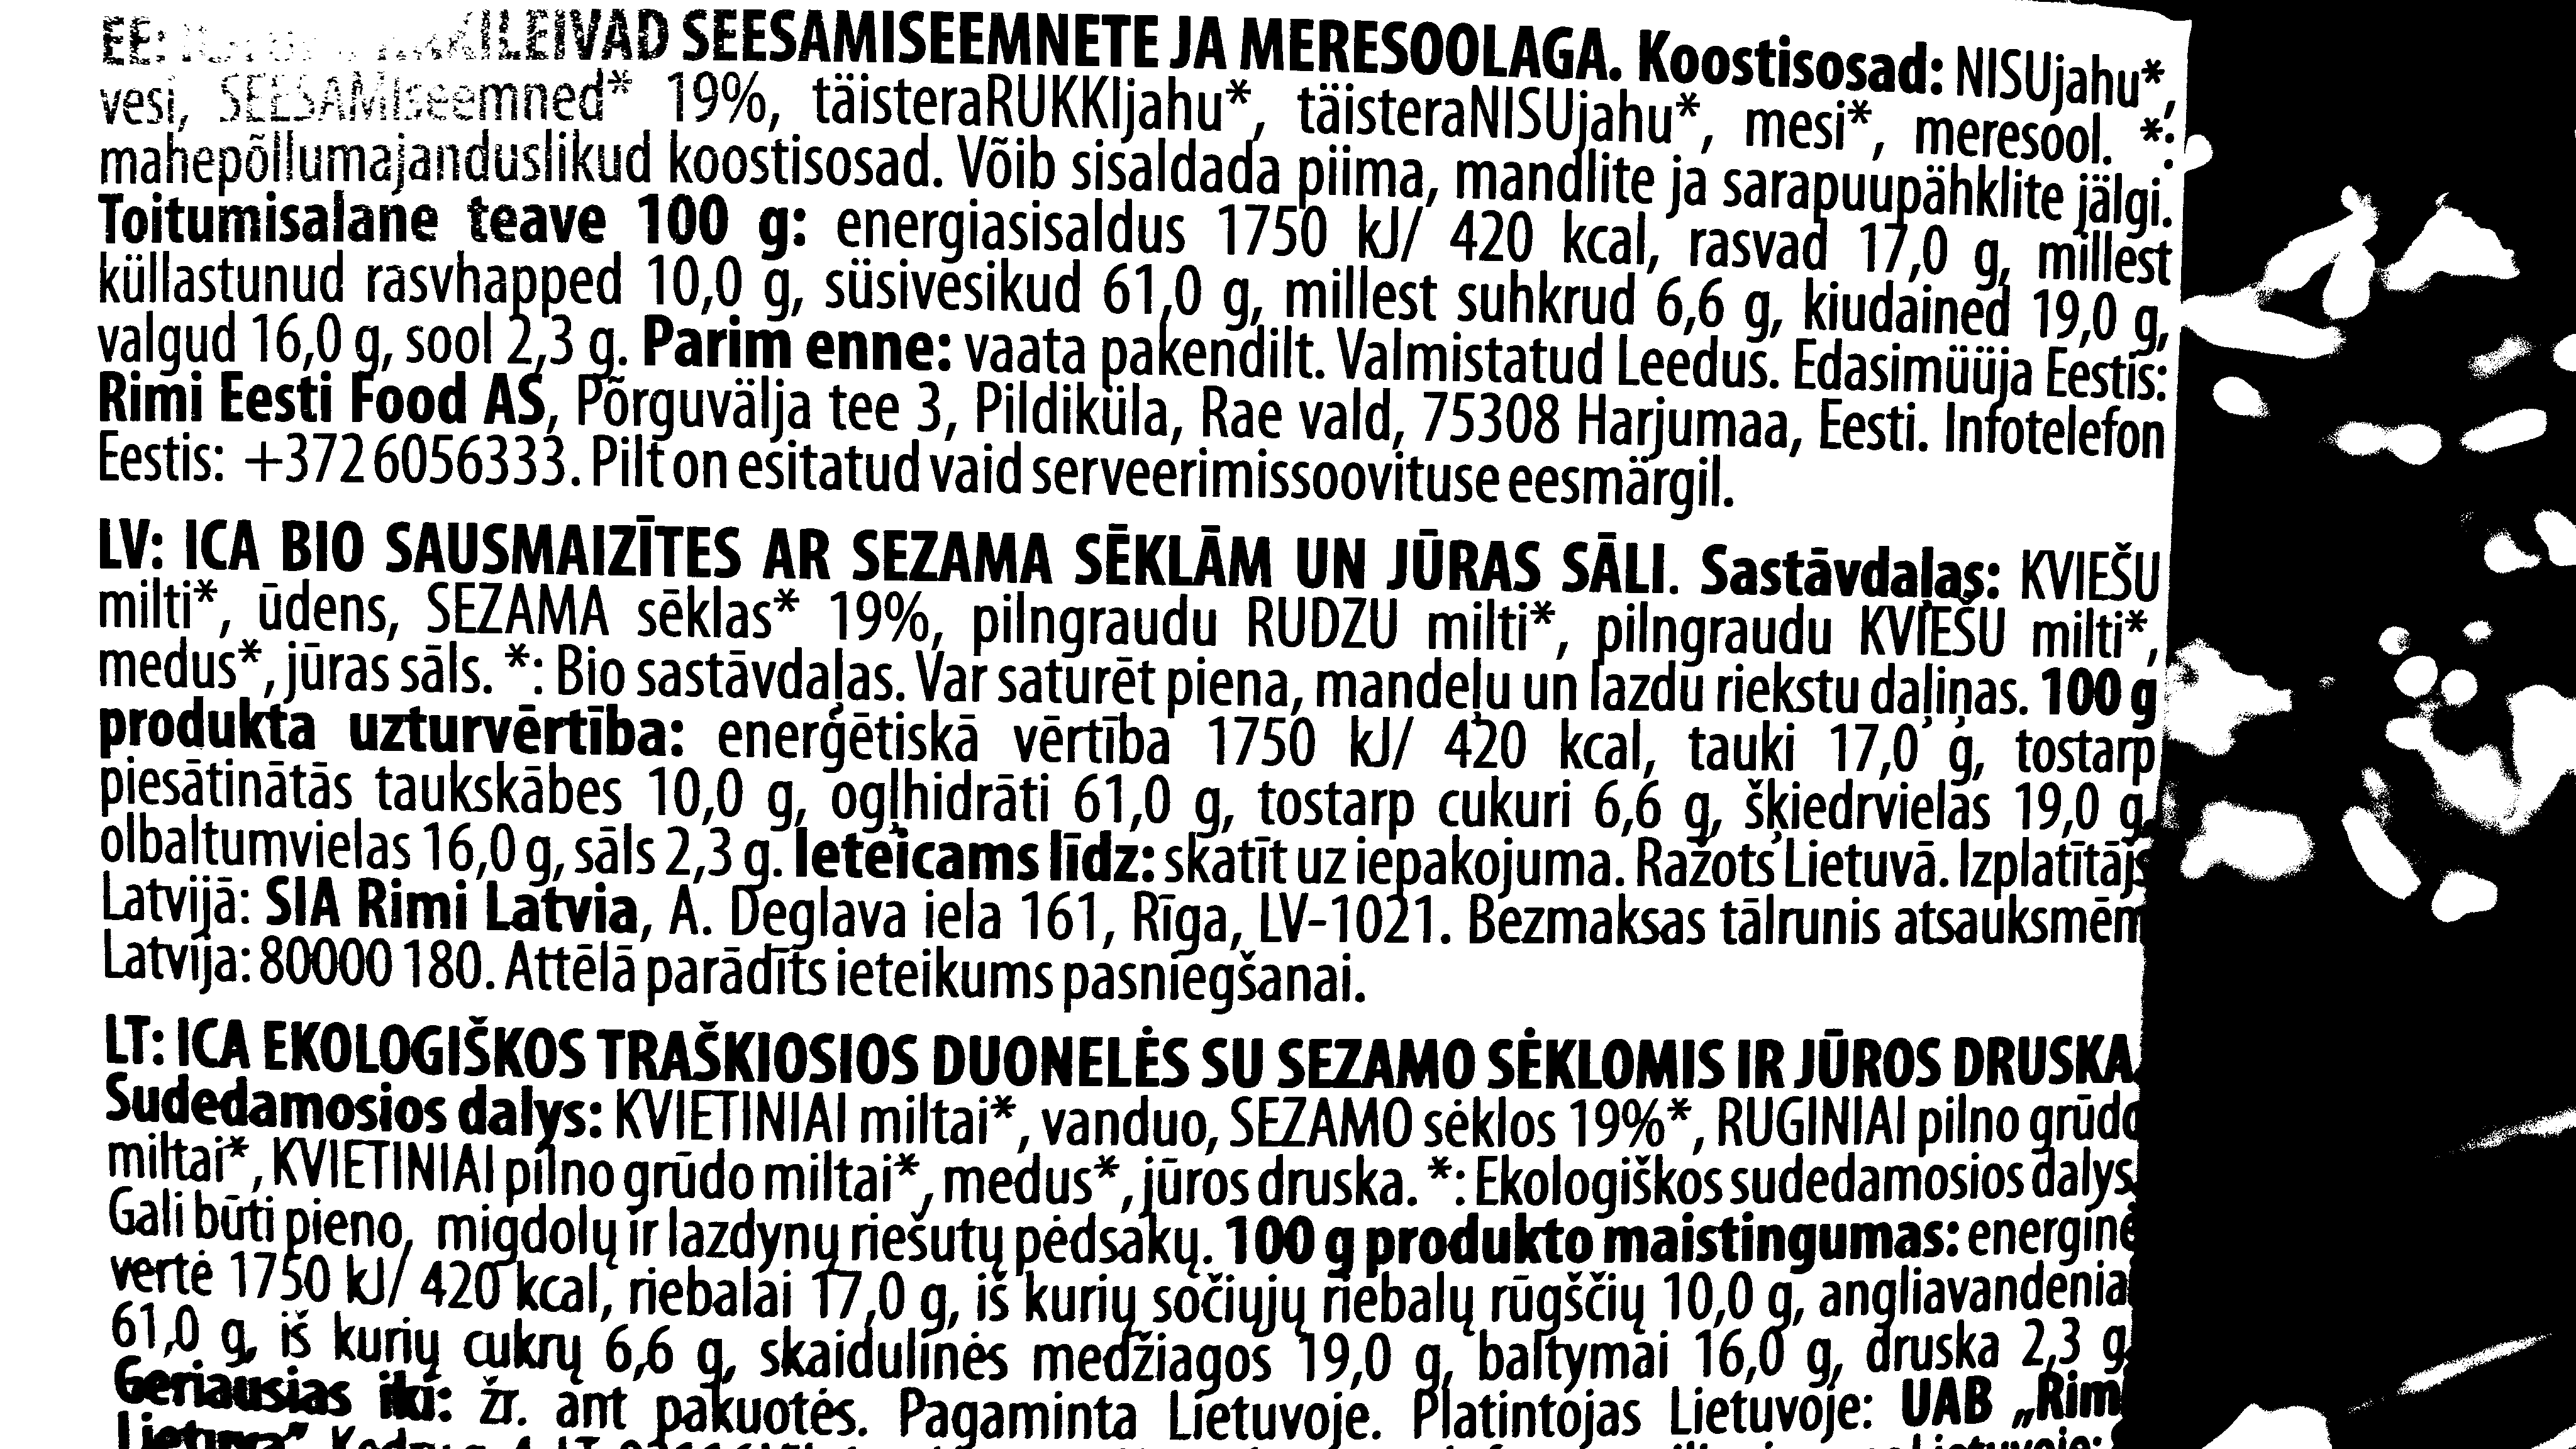 EE: NÄKILEIVAD SEESAMISEEMNETE JA MERESOOLAGA. Koostisosad: NISUjahu*,
vesi, SEESAMIseemned* 19%, täisteraRUKKIjahu*, täisteraNISUjahu*, mesi*, meresool. *:
mahepõllumajanduslikud koostisosad. Võib sisaldada piima, mandlite ja sarapuupähklite jälgi.
Toitumisalane teave 100 g: energiasisaldus 1750 kJ/ 420 kcal, rasvad 17,0 g, millest
küllastunud rasvhapped 10,0 g, süsivesikud 61,0 g, millest suhkrud 6,6 g, kiudained 19,0 g,
valgud 16,0 g, sool 2,3 g. Parim enne: vaata pakendilt. Valmistatud Leedus. Edasimüüja Eestis:
Rimi Eesti Food AS, Põrguvälja tee 3, Pildiküla, Rae vald, 75308 Harjumaa, Eesti. Infotelefon
Eestis: +372 6056333. Pilt on esitatud vaid serveerimissoovituse eesmärgil.
LV: ICA BIO SAUSMAIZĪTES AR SEZAMA SĒKLĀM UN JŪRAS SĀLI. Sastāvdaļas: KVIEŠU
milti*, ūdens, SEZAMA sēklas* 19%, pilngraudu RUDZU milti*, pilngraudu KVIEŠU milti*,
medus*, jūras sāls. *: Bio sastāvdaļas. Var saturēt piena, mandeļu un lazdu riekstu daļiņas. 100 g
produkta uzturvērtība: enerģētiskā vērtība 1750 kJ/ 420 kcal, tauki 17,0 g, tostarp
piesātinātās taukskābes 10,0 g, ogļhidrāti 61,0 g, tostarp cukuri 6,6 g, šķiedrvielas 19,0 g,
olbaltumvielas 16,0 g, sāls 2,3 g. Ieteicams līdz: skatīt uz iepakojuma. Ražots Lietuvā. Izplatītājs
Latvijā: SIA Rimi Latvia, A. Deglava iela 161, Rīga, LV-1021. Bezmaksas tālrunis atsauksmēm
Latvijā: 80000 180. Attēlā parādīts ieteikums pasniegšanai.
LT: ICA EKOLOGIŠKOS TRAŠKIOSIOS DUONELĖS SU SEZAMO SĖKLOMIS IR JŪROS DRUSKA.
Sudedamosios dalys: KVIETINIAI miltai*, vanduo, SEZAMO sėklos 19%*, RUGINIAI pilno grūdo
miltai*, KVIETINIAI pilno grūdo miltai*, medus*, jūros druska. *: Ekologiškos sudedamosios dalys.
Gali būti pieno, migdolų ir lazdynų riešutų pėdsakų. 100 g produkto maistingumas: energinė
vertė 1750 kJ/ 420 kcal, riebalai 17,0 g, iš kurių sočiųjų riebalų rūgščių 10,0 g, angliavandeniai
61,0 g, iš kurių cukrų 6,6 g, skaidulinės medžiagos 19,0 g, baltymai 16,0 g, druska 2,3 g.
Geriausias iki: žr. ant pakuotės. Pagaminta Lietuvoje. Platintojas Lietuvoje: UAB „Rimi
Lietuva"